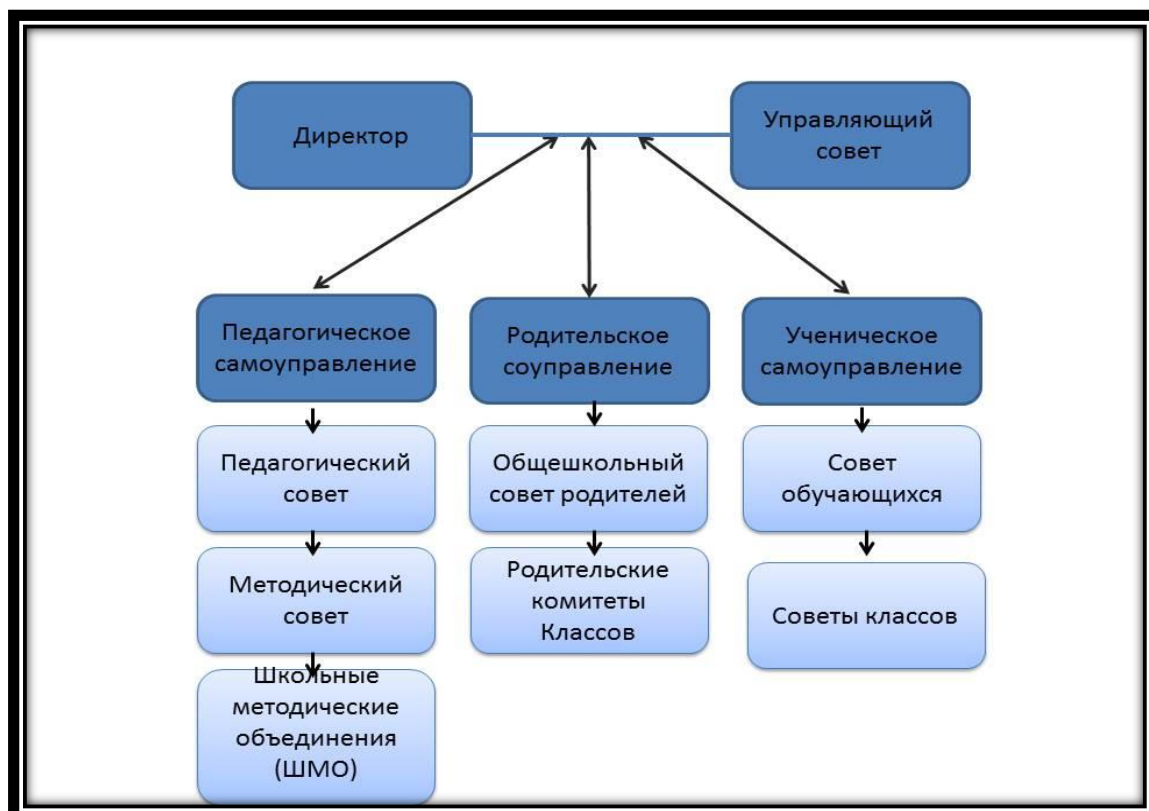 Директор
Управляющий
совет
Педагогическое
самоуправление
Родительское
соуправление
Ученическое
самоуправление
Педагогический
совет
Общешкольный
совет родителей
Совет
обучающихся
Методический
совет
Родительские
комитеты
Классов
Советы классов
Школьные
методические
объединения
(ШМО)